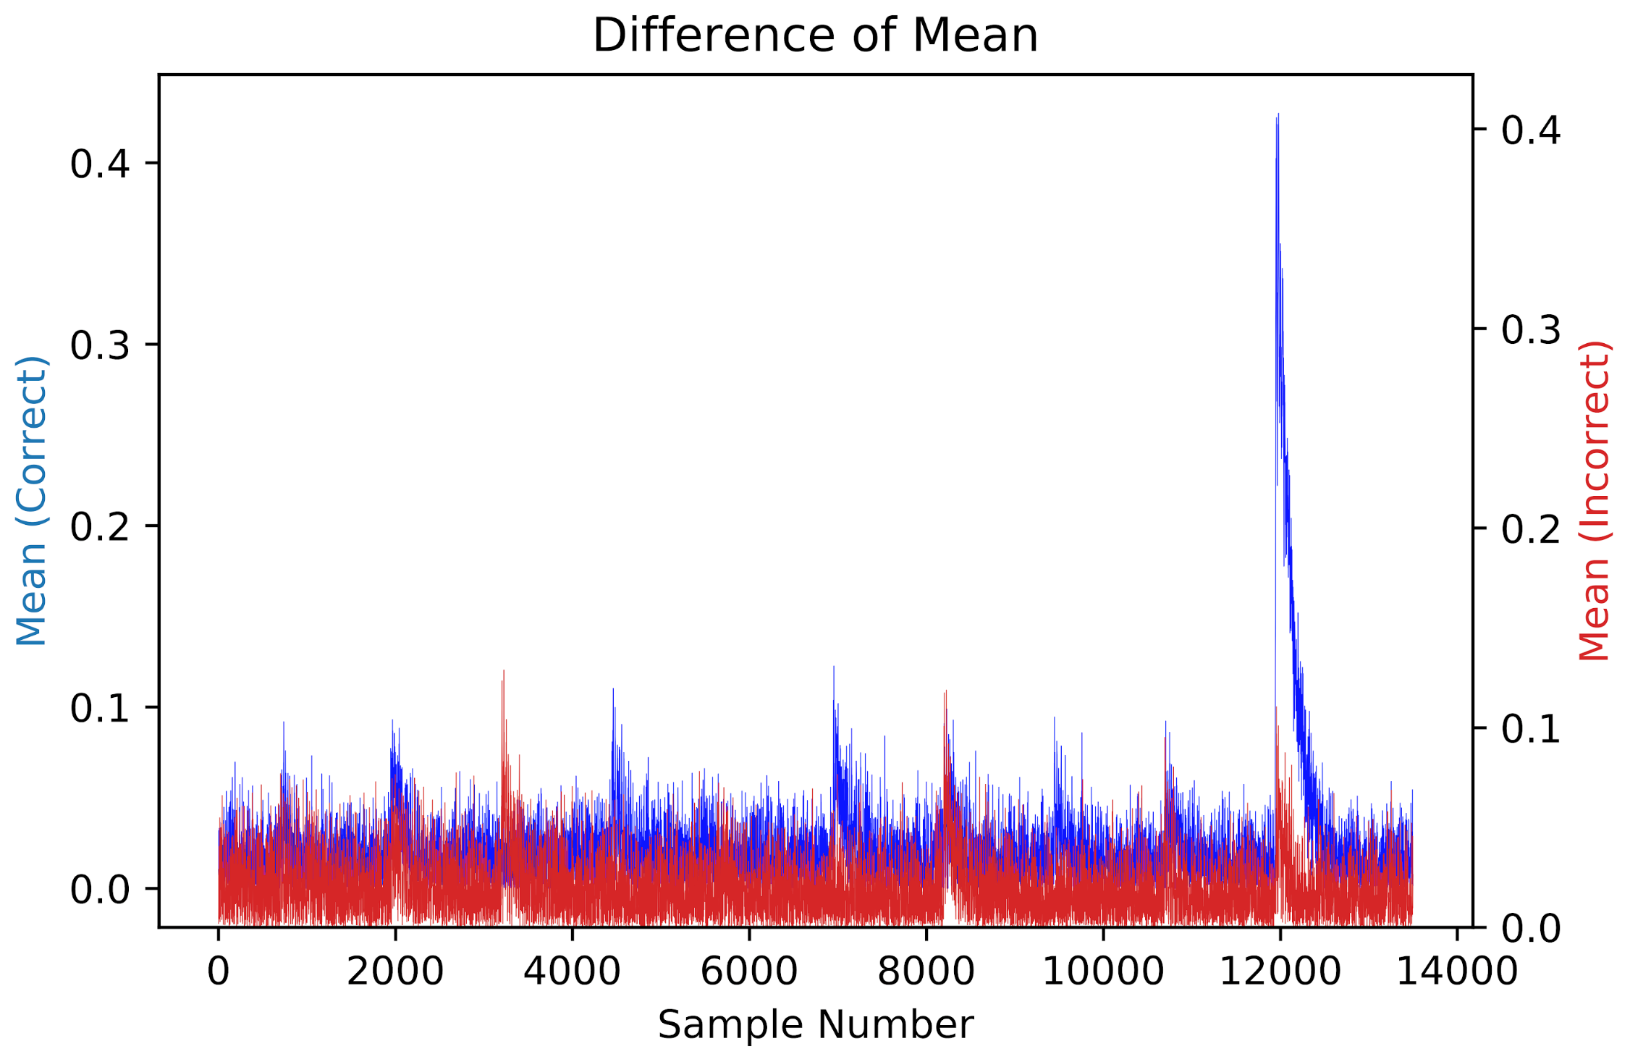 Difference of Mean
Mean (Correct)
0.4
0.3
0.2
0.1
0.0
0.4
0.3
0.2
0.1
0.0
Mean (Incorrect)
0 2000 4000 6000 8000 10000 12000 14000
Sample Number